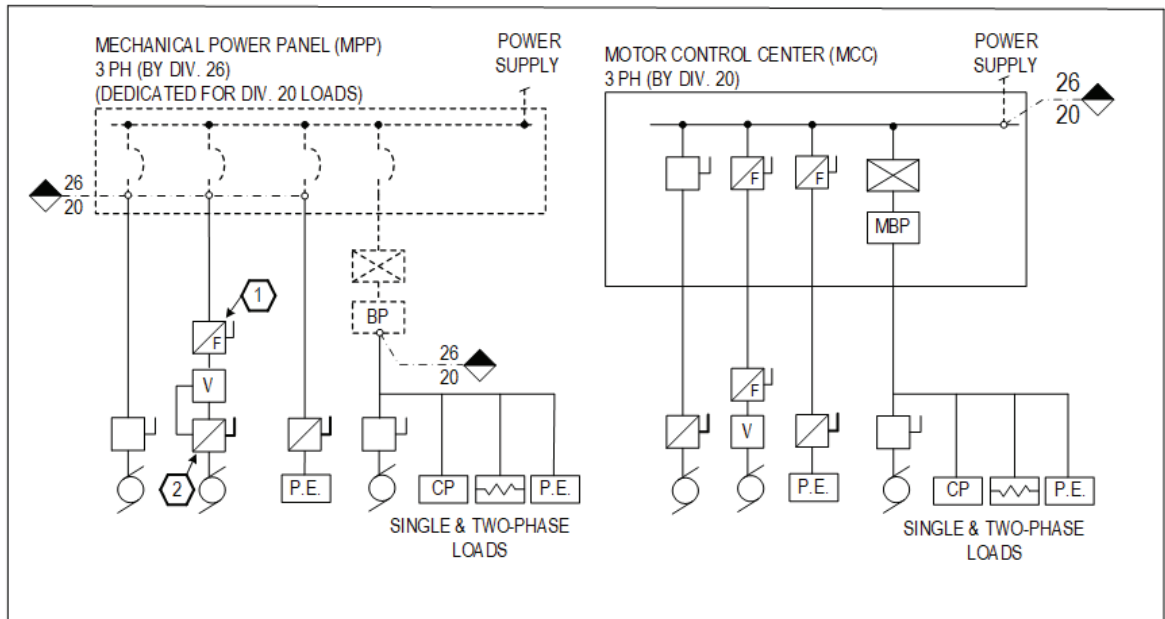 MECHANICAL POWER PANEL (MPP)
3 PH (BY DIV. 26)
(DEDICATED FOR DIV. 20 LOADS)
POWER
SUPPLY
26
20
1
F
V
2
BP
26
20
P.E.
CP
P.E.
SINGLE & TWO-PHASE
LOADS
MOTOR CONTROL CENTER (MCC)
3 PH (BY DIV. 20)
POWER
SUPPLY
26
20
F
F
MBP
F
V
P.E.
CP
P.E.
SINGLE & TWO-PHASE
LOADS